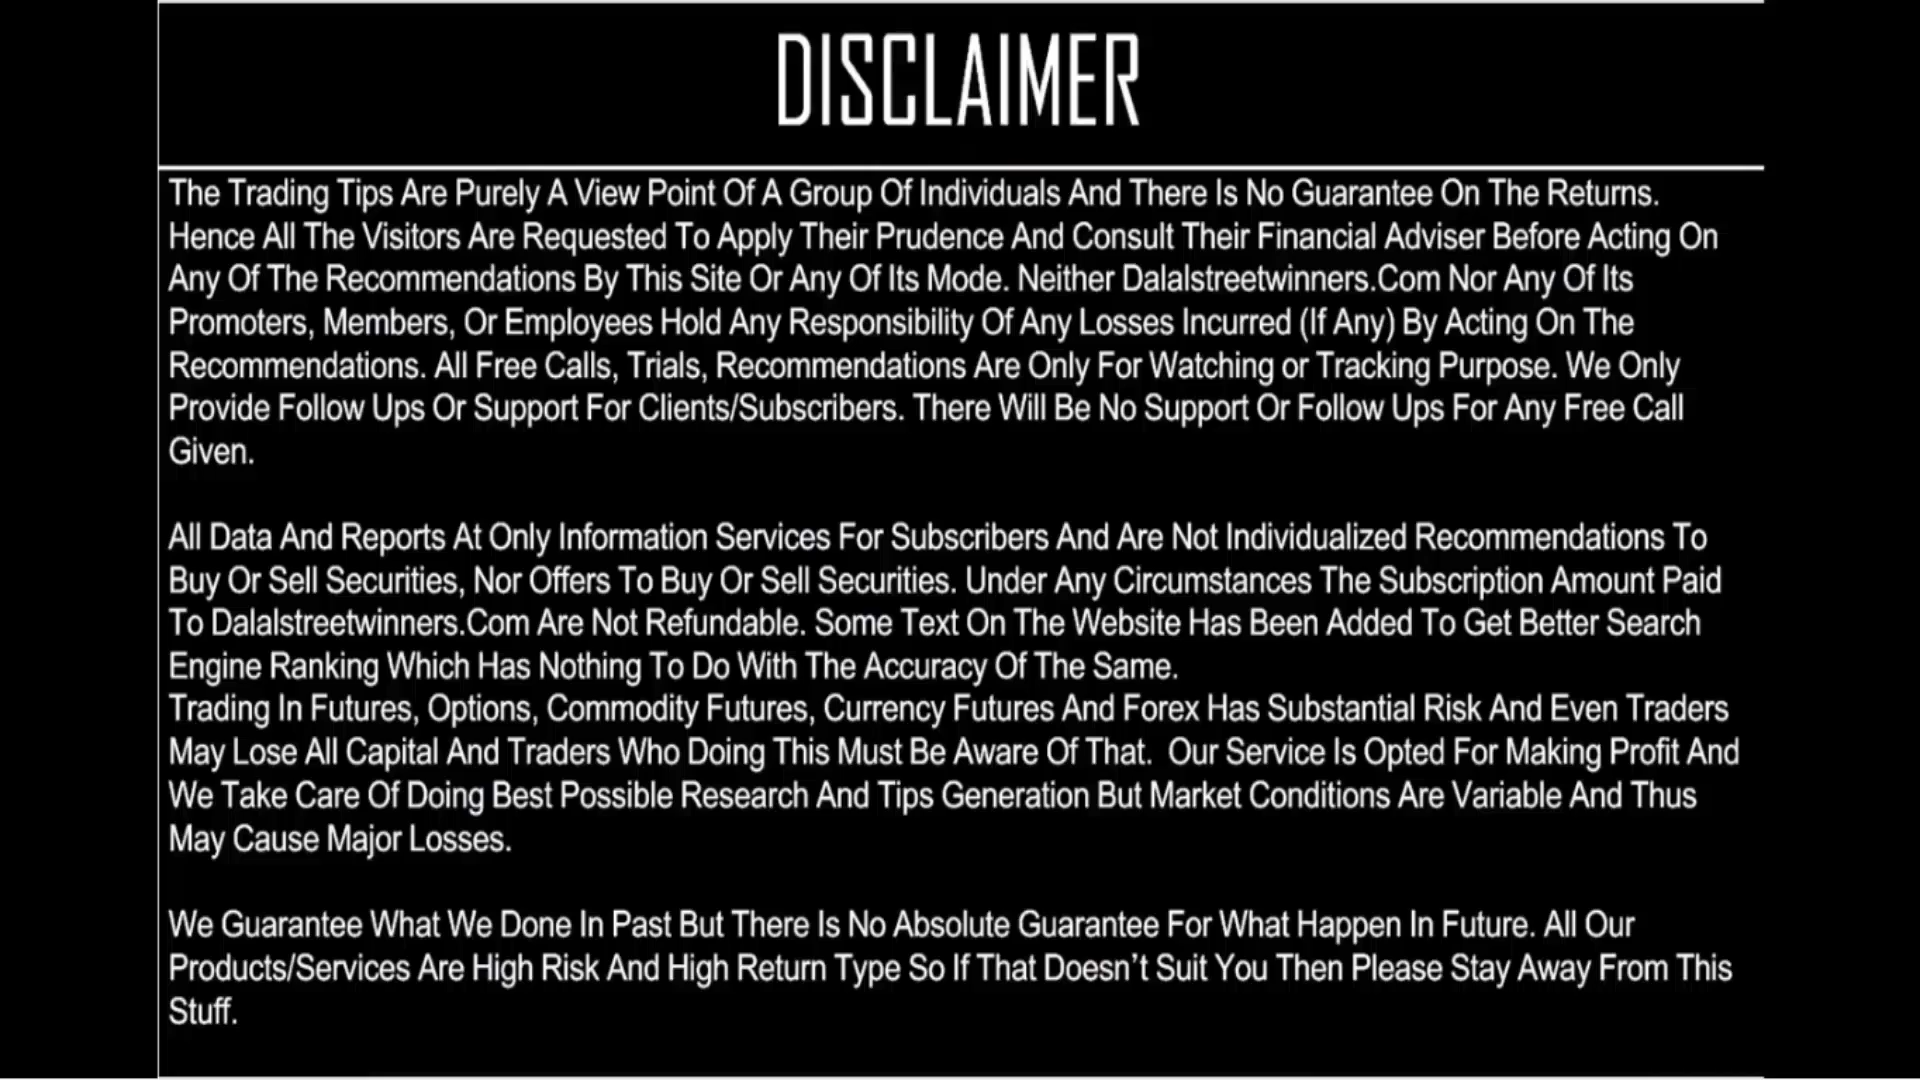 DISCLAIMER
The Trading Tips Are Purely A View Point Of A Group Of Individuals And There Is No Guarantee On The Returns.
Hence All The Visitors Are Requested To Apply Their Prudence And Consult Their Financial Adviser Before Acting On
Any Of The Recommendations By This Site Or Any Of Its Mode. Neither Dalalstreetwinners.Com Nor Any Of Its
Promoters, Members, Or Employees Hold Any Responsibility Of Any Losses Incurred (If Any) By Acting On The
Recommendations. All Free Calls, Trials, Recommendations Are Only For Watching or Tracking Purpose. We Only
Provide Follow Ups Or Support For Clients/Subscribers. There Will Be No Support Or Follow Ups For Any Free Call
Given.
All Data And Reports At Only Information Services For Subscribers And Are Not Individualized Recommendations To
Buy Or Sell Securities, Nor Offers To Buy Or Sell Securities. Under Any Circumstances The Subscription Amount Paid
To Dalalstreetwinners.Com Are Not Refundable. Some Text On The Website Has Been Added To Get Better Search
Engine Ranking Which Has Nothing To Do With The Accuracy Of The Same.
Trading In Futures, Options, Commodity Futures, Currency Futures And Forex Has Substantial Risk And Even Traders
May Lose All Capital And Traders Who Doing This Must Be Aware Of That.  Our Service Is Opted For Making Profit And
We Take Care Of Doing Best Possible Research And Tips Generation But Market Conditions Are Variable And Thus
May Cause Major Losses.
We Guarantee What We Done In Past But There Is No Absolute Guarantee For What Happen In Future. All Our
Products/Services Are High Risk And High Return Type So If That Doesn’t Suit You Then Please Stay Away From This
Stuff.